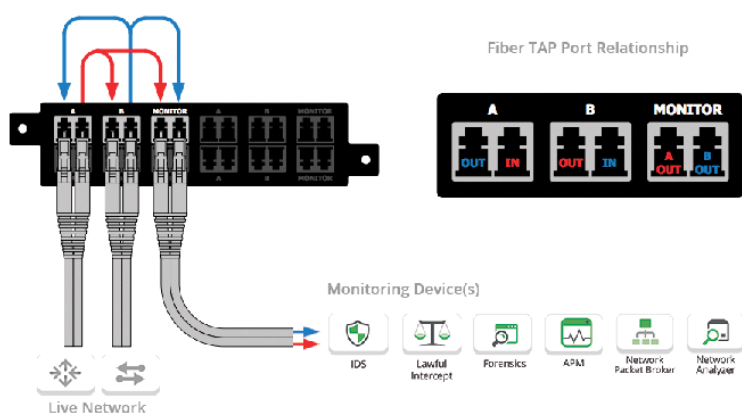 Fiber TAP Port Relationship
A B MONITOR A B MONITOR
A B MONITOR
A B MONITOR
OUT IN OUT IN A OUT B OUT
Monitoring Device(s)
IDS
Lawful
Intercept
Forensics
APM
Network
Packet Broker
Network
Analyzer
Live Network